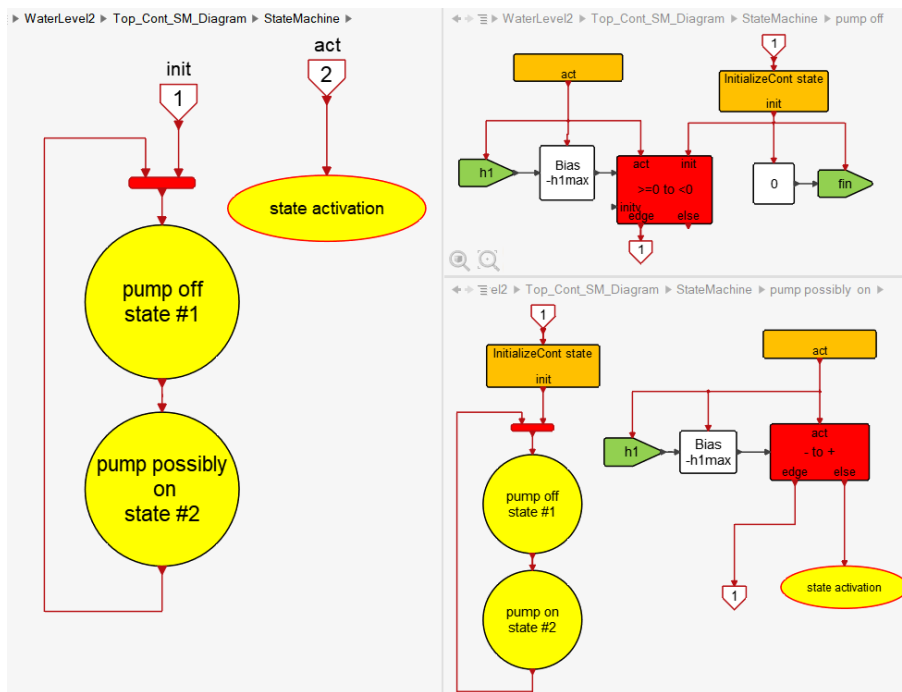 WaterLevel2 Top_Cont_SM_Diagram StateMachine
act
2
init
1
state activation
pump off
state #1
pump possibly
on
state #2
WaterLevel2 Top_Cont_SM_Diagram StateMachine pump off
1
act
InitializeCont state
init
h1
Bias
-h1max
act init
>=0 to <0
initv
edge else
0
fin
1
el2 Top_Cont_SM_Diagram StateMachine pump possibly on
1
InitializeCont state
init
act
h1
Bias
-h1max
act
- to +
edge else
pump off
state #1
state activation
1
pump on
state #2